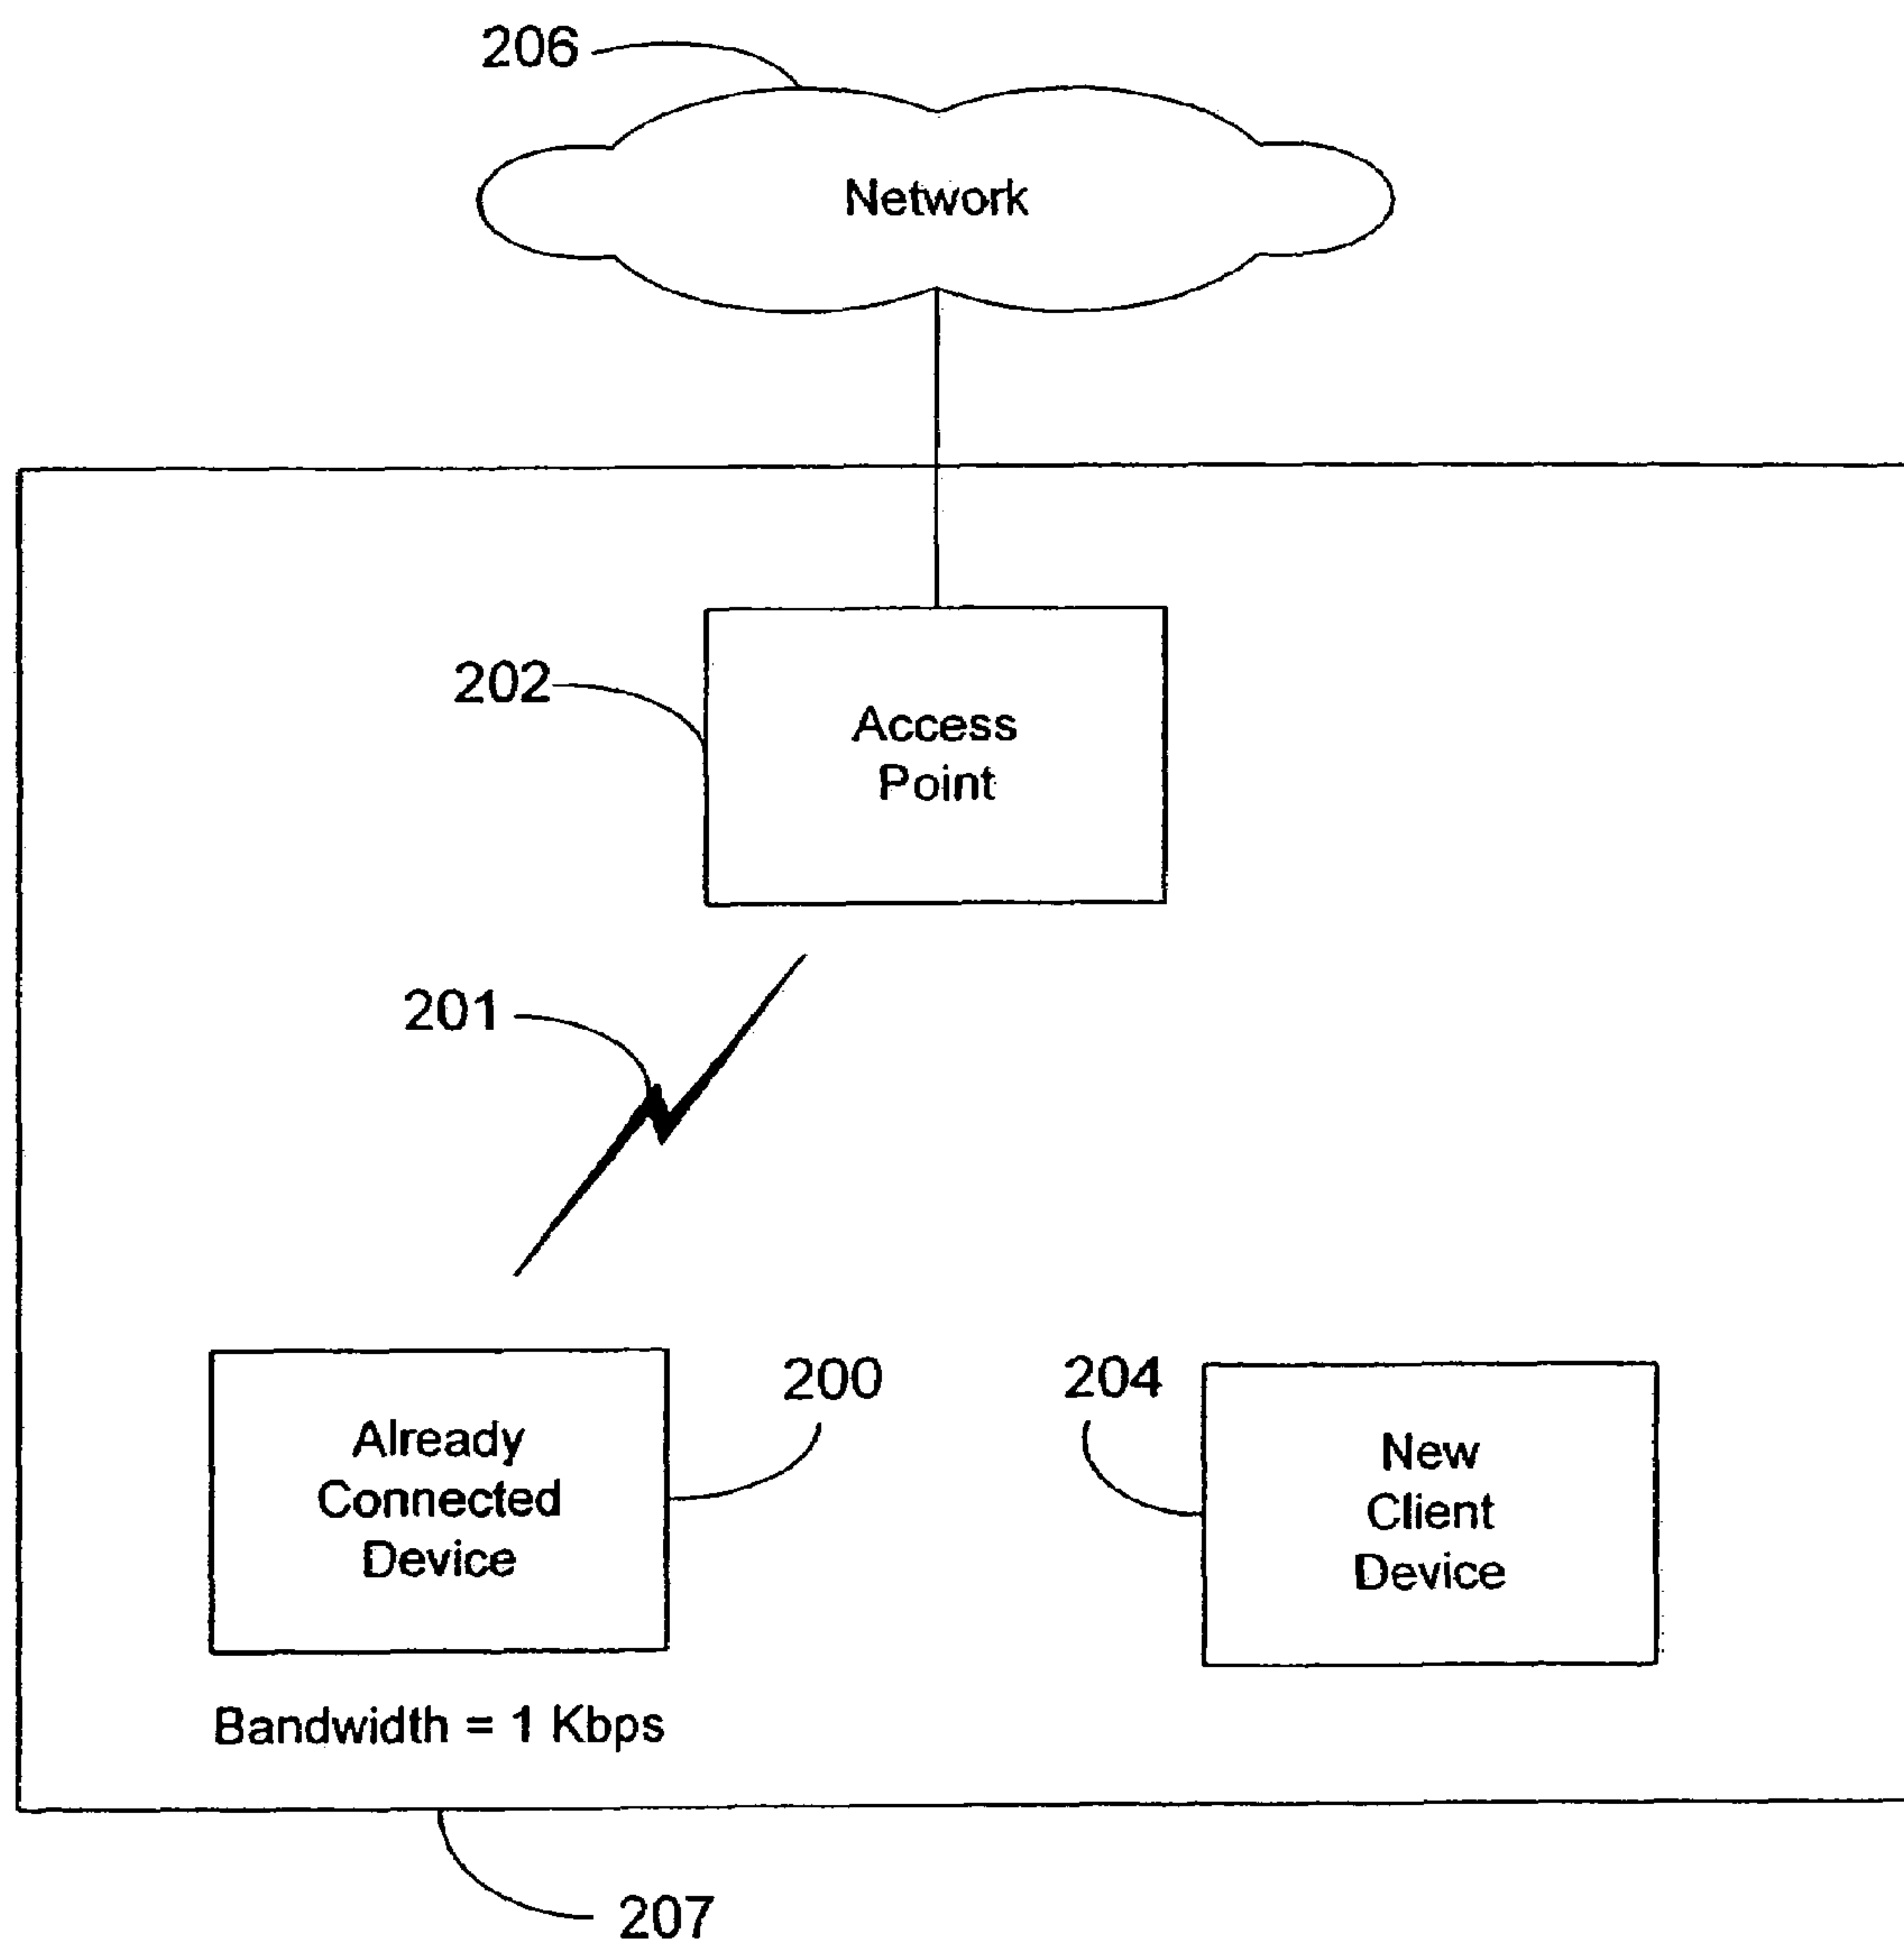 206
Network
202
Access
Point
201
200
204
Already
Connected
Device
New
Client
Device
Bandwidth = 1 Kbps
207